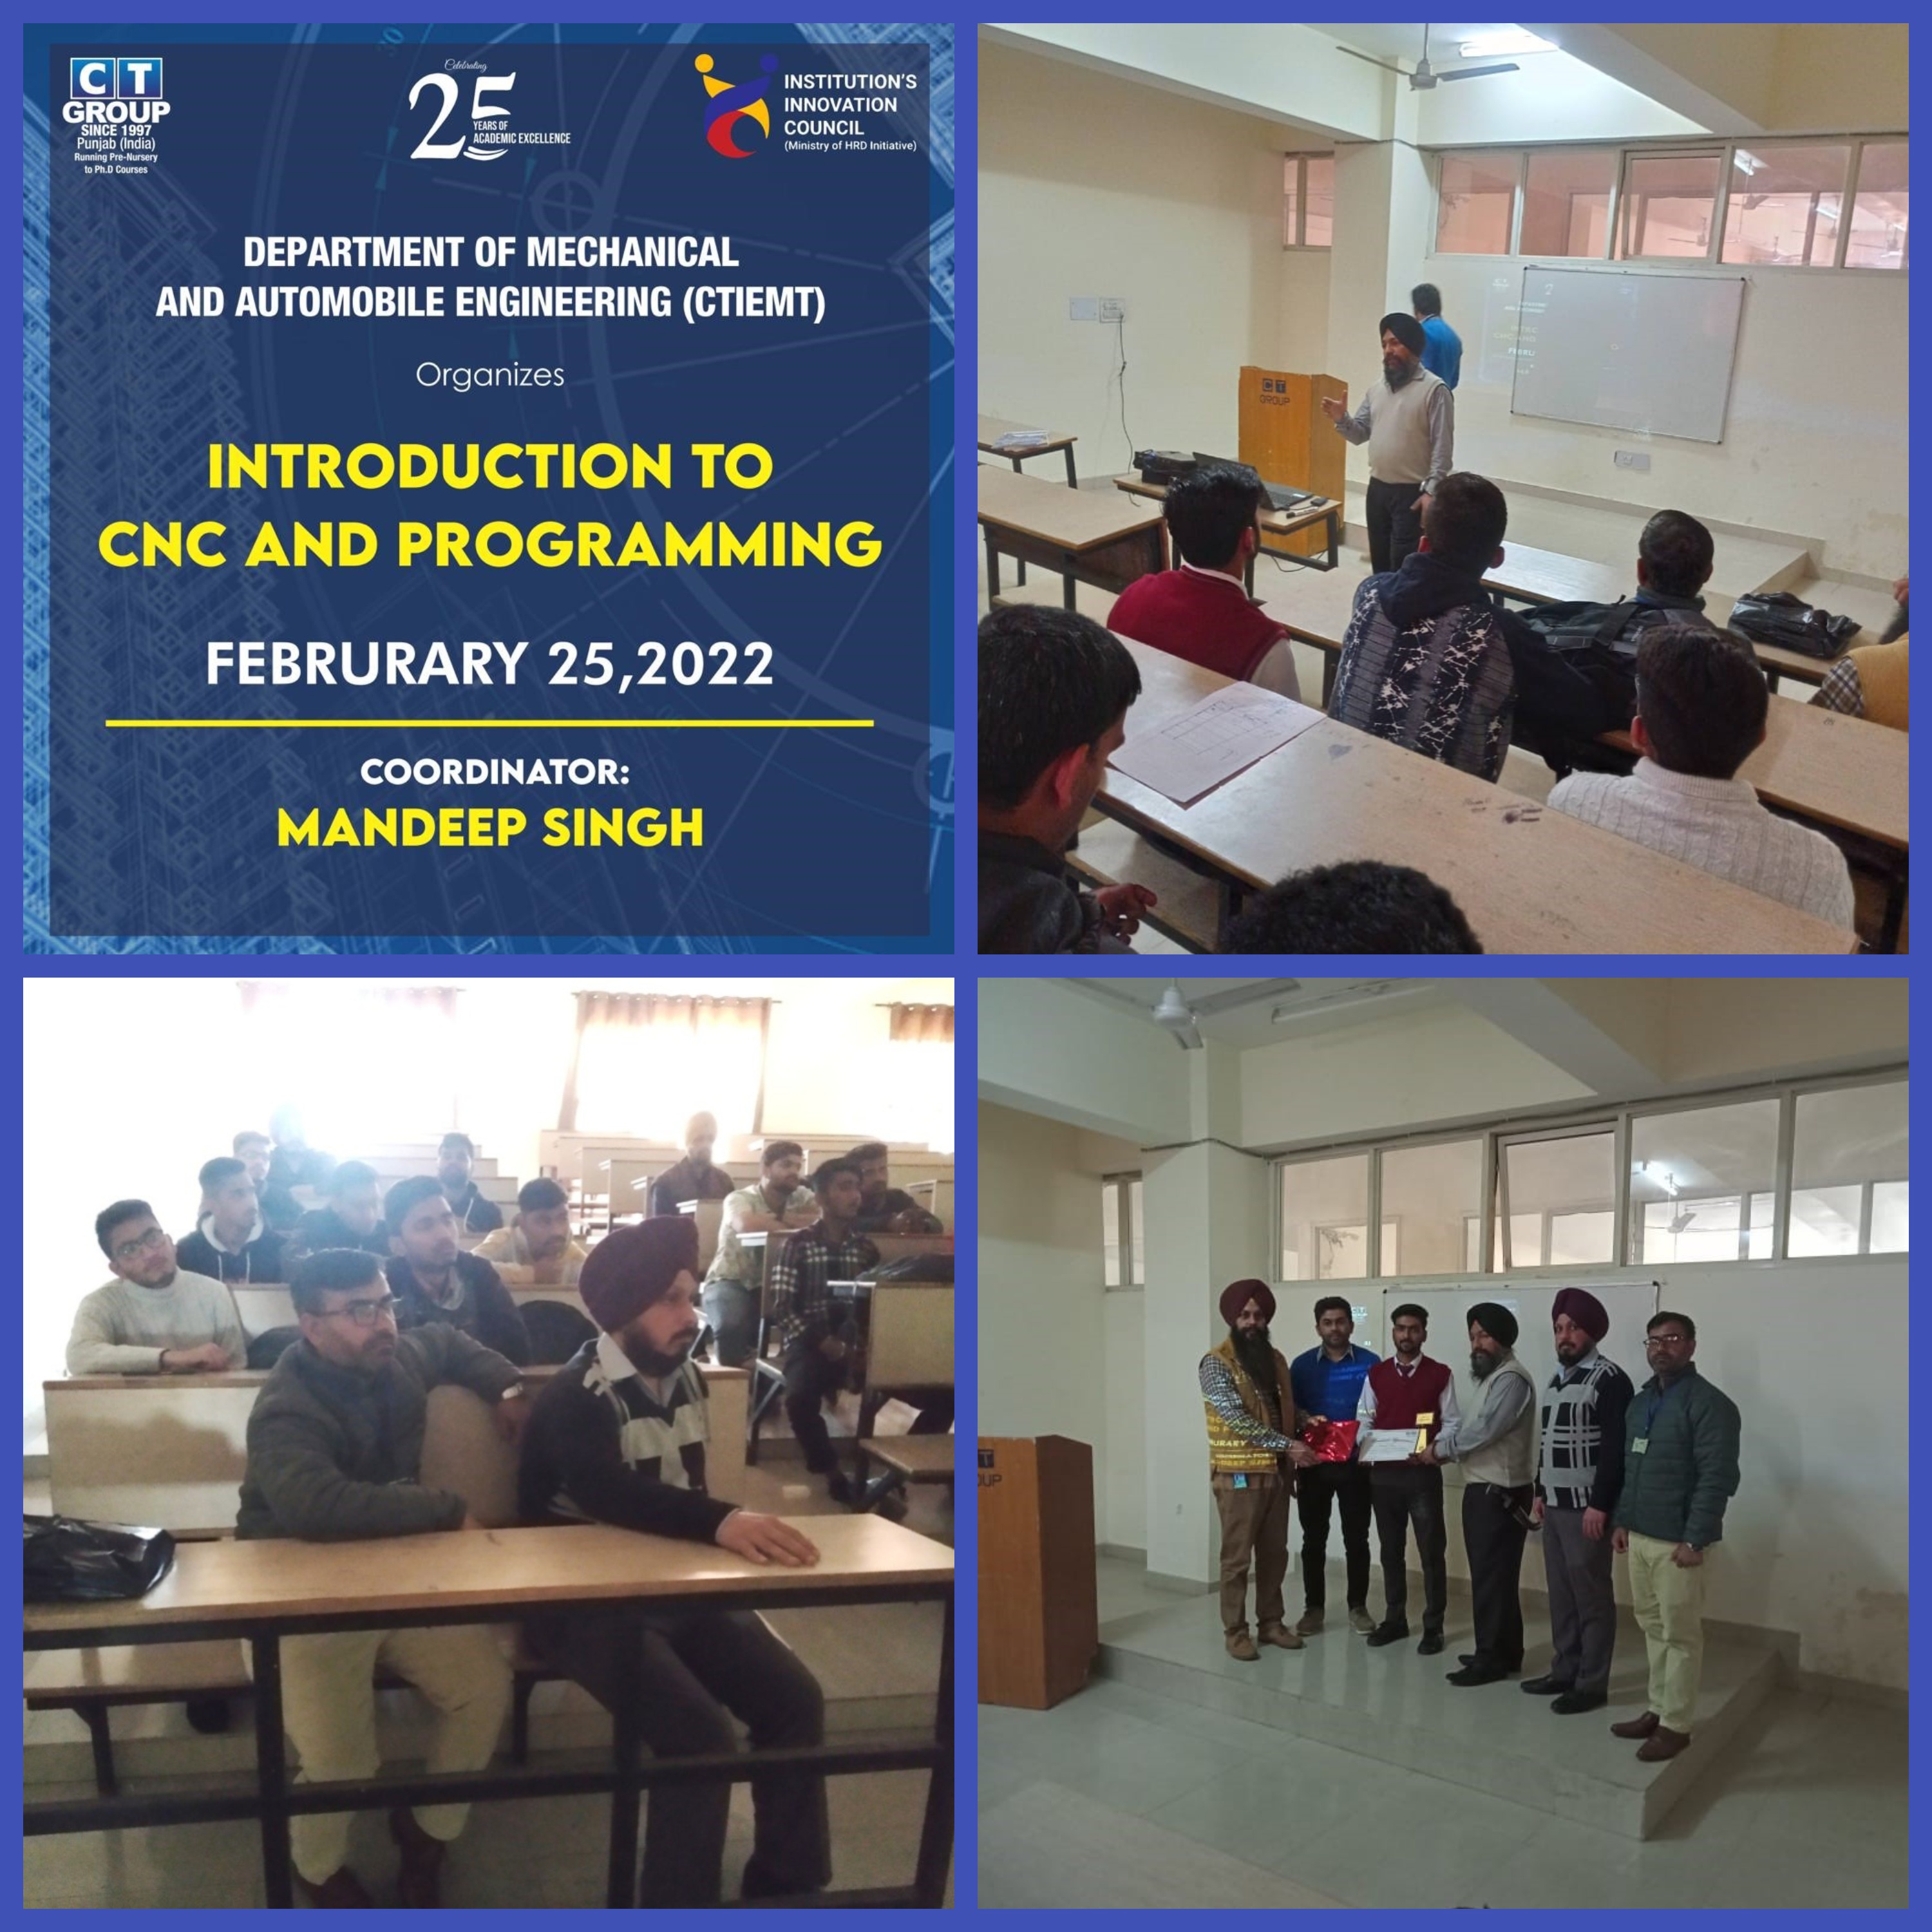 CT
GROUP
SINCE 1997
Punjab (India)
Running Pre-Nursery
to Ph.D Courses
Celebrating
25
YEARS OF
ACADEMIC EXCELLENCE
INSTITUTION'S
INNOVATION
COUNCIL
(Ministry of HRD Initiative)
DEPARTMENT OF MECHANICAL
AND AUTOMOBILE ENGINEERING (CTIEMT)
Organizes
INTRODUCTION TO
CNC AND PROGRAMMING
FEBRURARY 25,2022
COORDINATOR:
MANDEEP SINGH
CT
GROUP